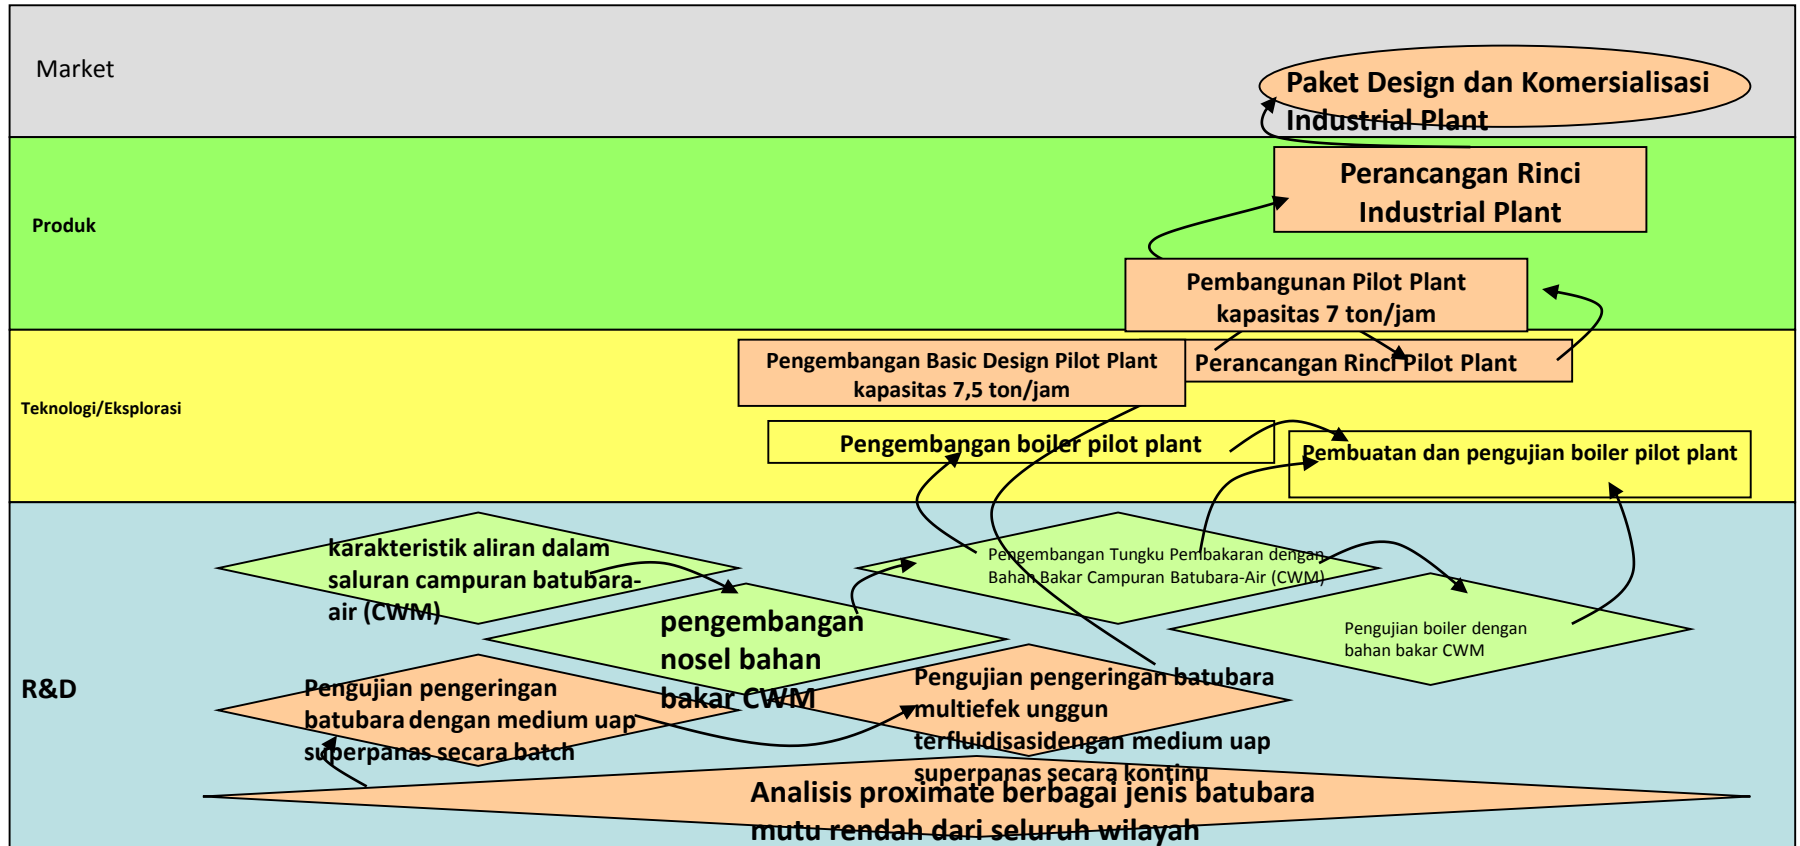 Market
Paket Design dan Komersialisasi
Industrial Plant
Produk
Perancangan Rinci
Industrial Plant
Pembangunan Pilot Plant
kapasitas 7 ton/jam
Teknologi/Eksplorasi
Pengembangan Basic Design Pilot Plant
kapasitas 7,5 ton/jam
Perancangan Rinci Pilot Plant
Pengembangan boiler pilot plant
Pembuatan dan pengujian boiler pilot plant
R&D
karakteristik aliran dalam
saluran campuran batubara-
air (CWM)
pengembangan
nosel bahan
bakar CWM
Pengembangan Tungku Pembakaran dengan
Bahan Bakar Campuran Batubara-Air (CWM)
Pengujian boiler dengan
bahan bakar CWM
Pengujian pengeringan
batubara dengan medium uap
superpanas secara batch
Pengujian pengeringan batubara
multiefek unggun
terfluidisasidengan medium uap
superpanas secara kontinu
Analisis proximate berbagai jenis batubara
mutu rendah dari seluruh wilayah